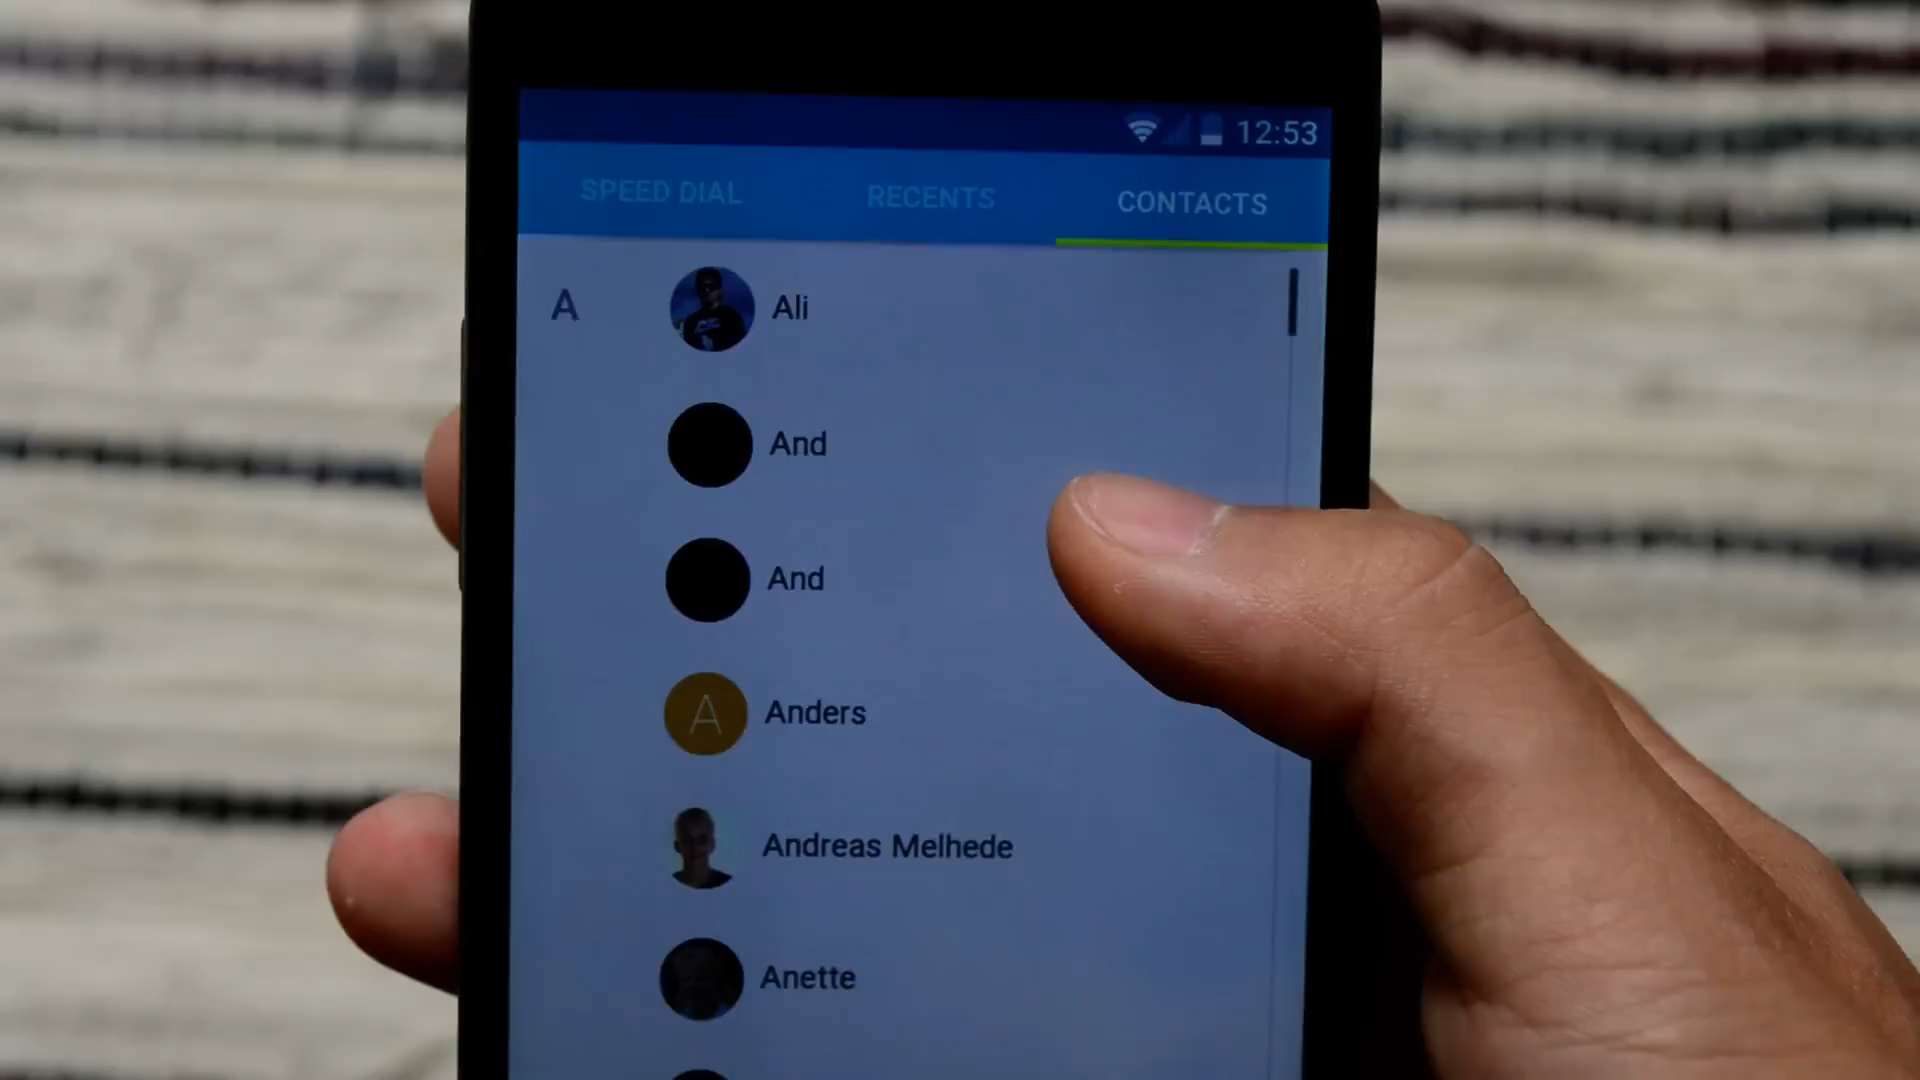 12:53
SPEED DIAL RECENTS CONTACTS
A Ali
And
And
A Anders
Andreas Melhede
Anette